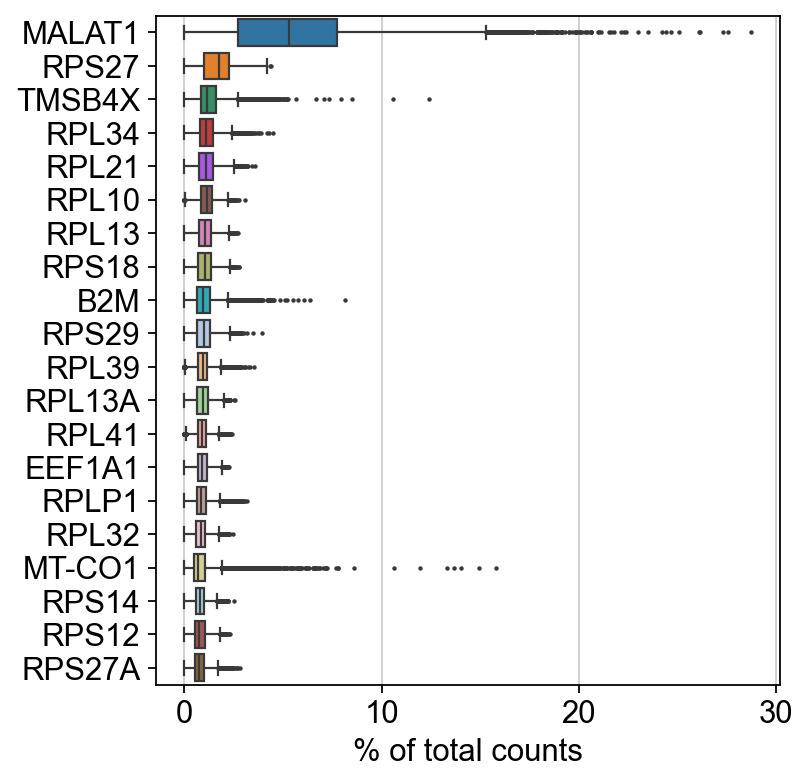 MALAT1
RPS27
TMSB4X
RPL34
RPL21
RPL10
RPL13
RPS18
B2M
RPS29
RPL39
RPL13A
RPL41
EEF1A1
RPLP1
RPL32
MT-CO1
RPS14
RPS12
RPS27A
0 10 20 30
% of total counts